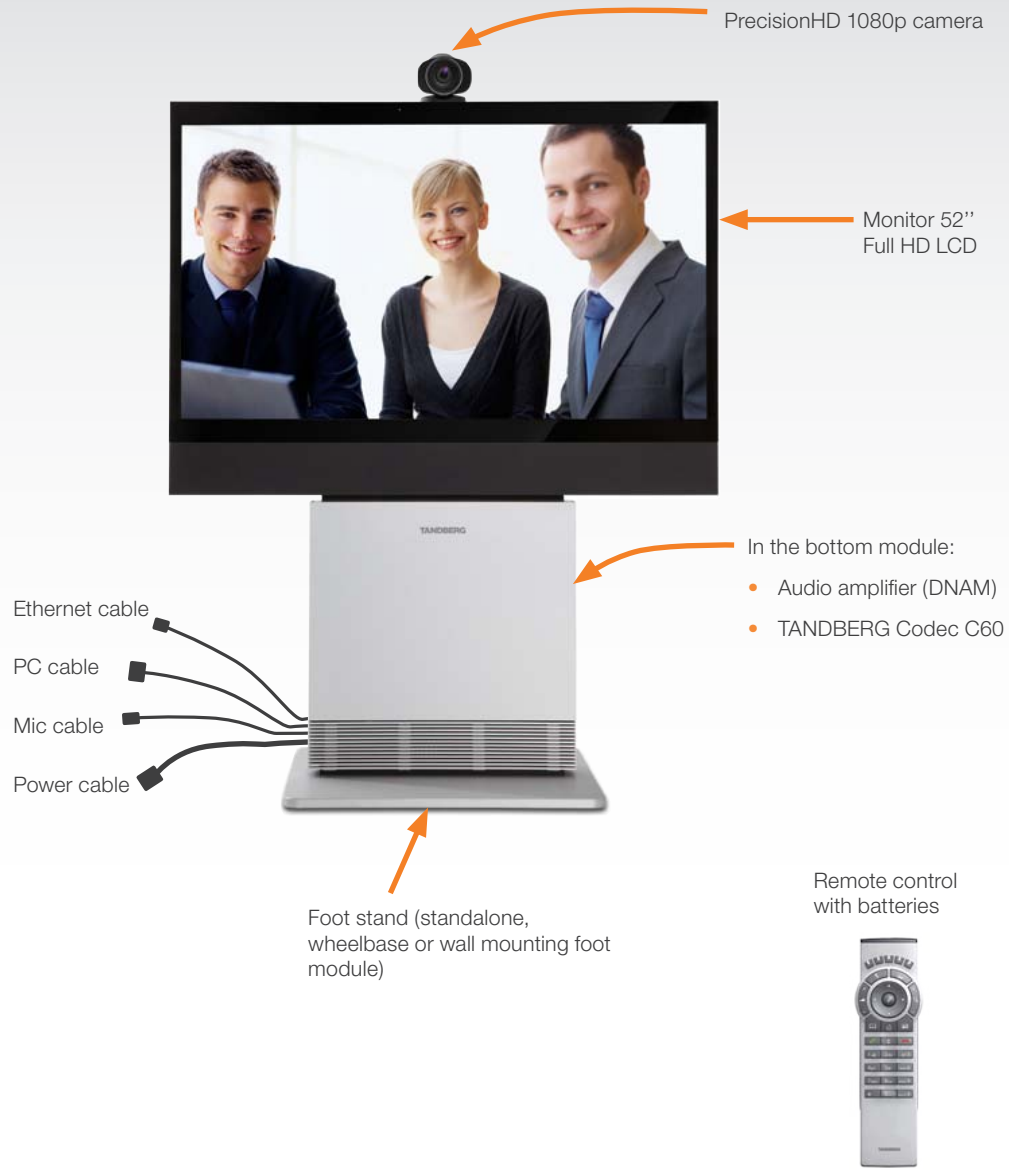 PrecisionHD 1080p camera
Monitor 52''
Full HD LCD
TANDBERG
In the bottom module:
• Audio amplifier (DNAM)
• TANDBERG Codec C60
Ethernet cable
PC cable
Mic cable
Power cable
Foot stand (standalone,
wheelbase or wall mounting foot
module)
Remote control
with batteries